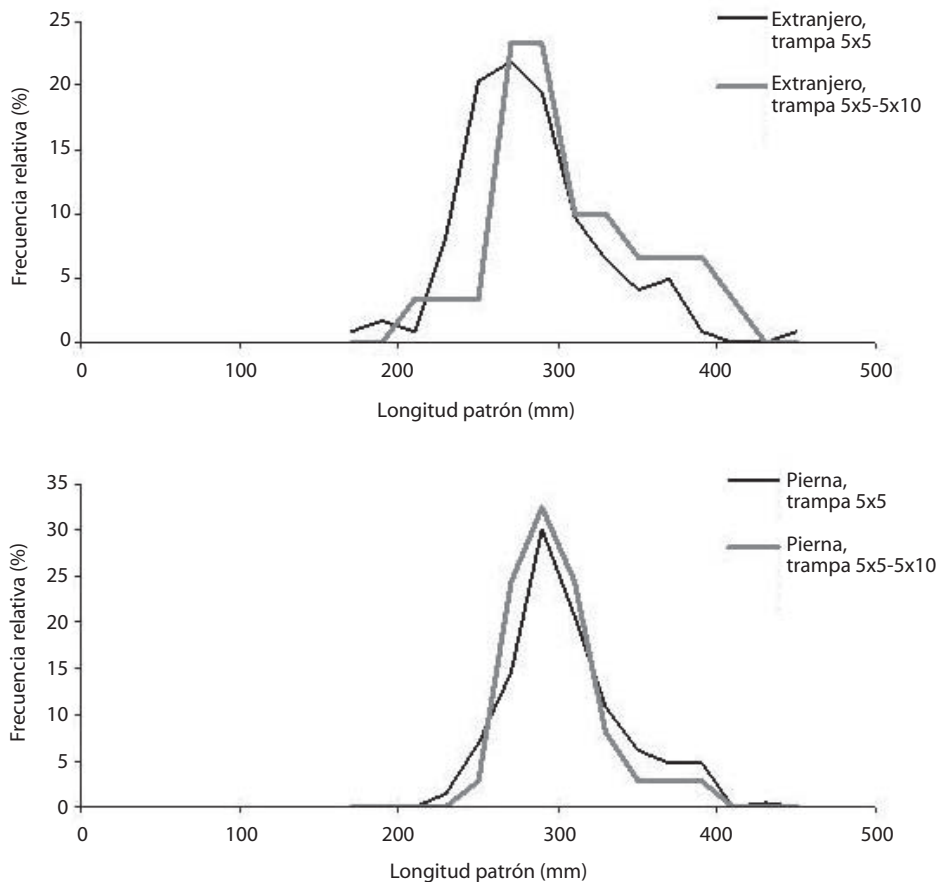 25
20
15
10
5
0
Frecuencia relativa (%)
0 100 200 300 400 500
Longitud patrón (mm)
Extranjero,
trampa 5x5
Extranjero,
trampa 5x5-5x10
35
30
25
20
15
10
5
0
Frecuencia relativa (%)
0 100 200 300 400 500
Longitud patrón (mm)
Pierna,
trampa 5x5
Pierna,
trampa 5x5-5x10